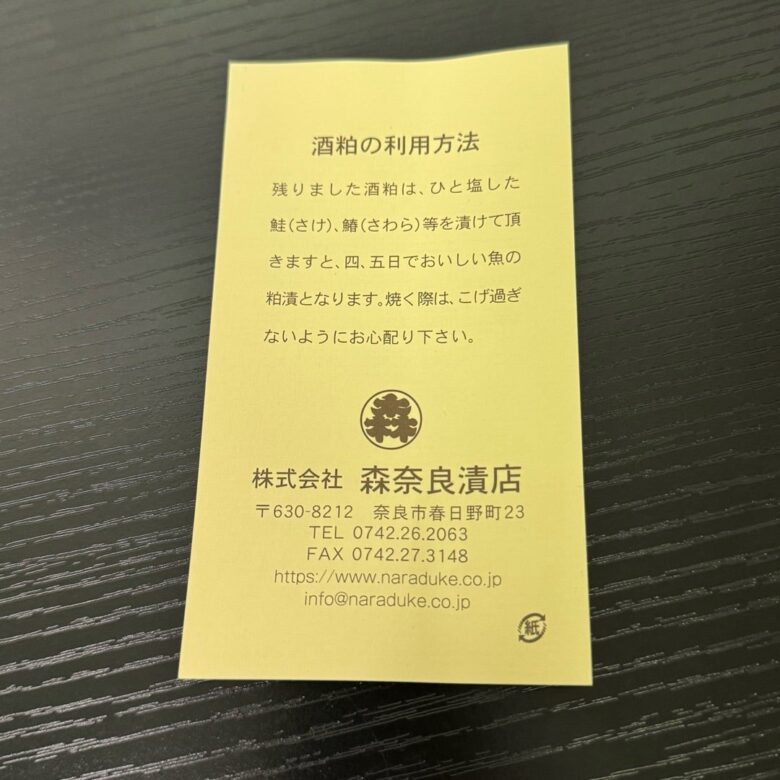 酒粕の利用方法
残りました酒粕は、ひと塩した
鮭(さけ)、鰆(さわら)等を漬けて頂
きますと、四、五日でおいしい魚の
粕漬となります。焼く際は、こげ過ぎ
ないようにお心配り下さい。
森
株式会社 森奈良漬店
〒630-8212 奈良市春日野町23
TEL 0742.26.2063
FAX 0742.27.3148
https://www.naraduke.co.jp
info@naraduke.co.jp
紙